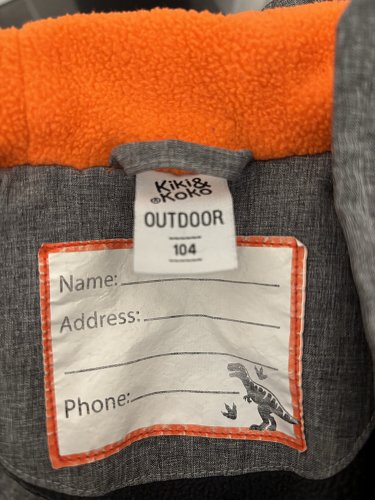 Kiki&
®Koko
OUTDOOR
104
Name:
Address:
Phone: